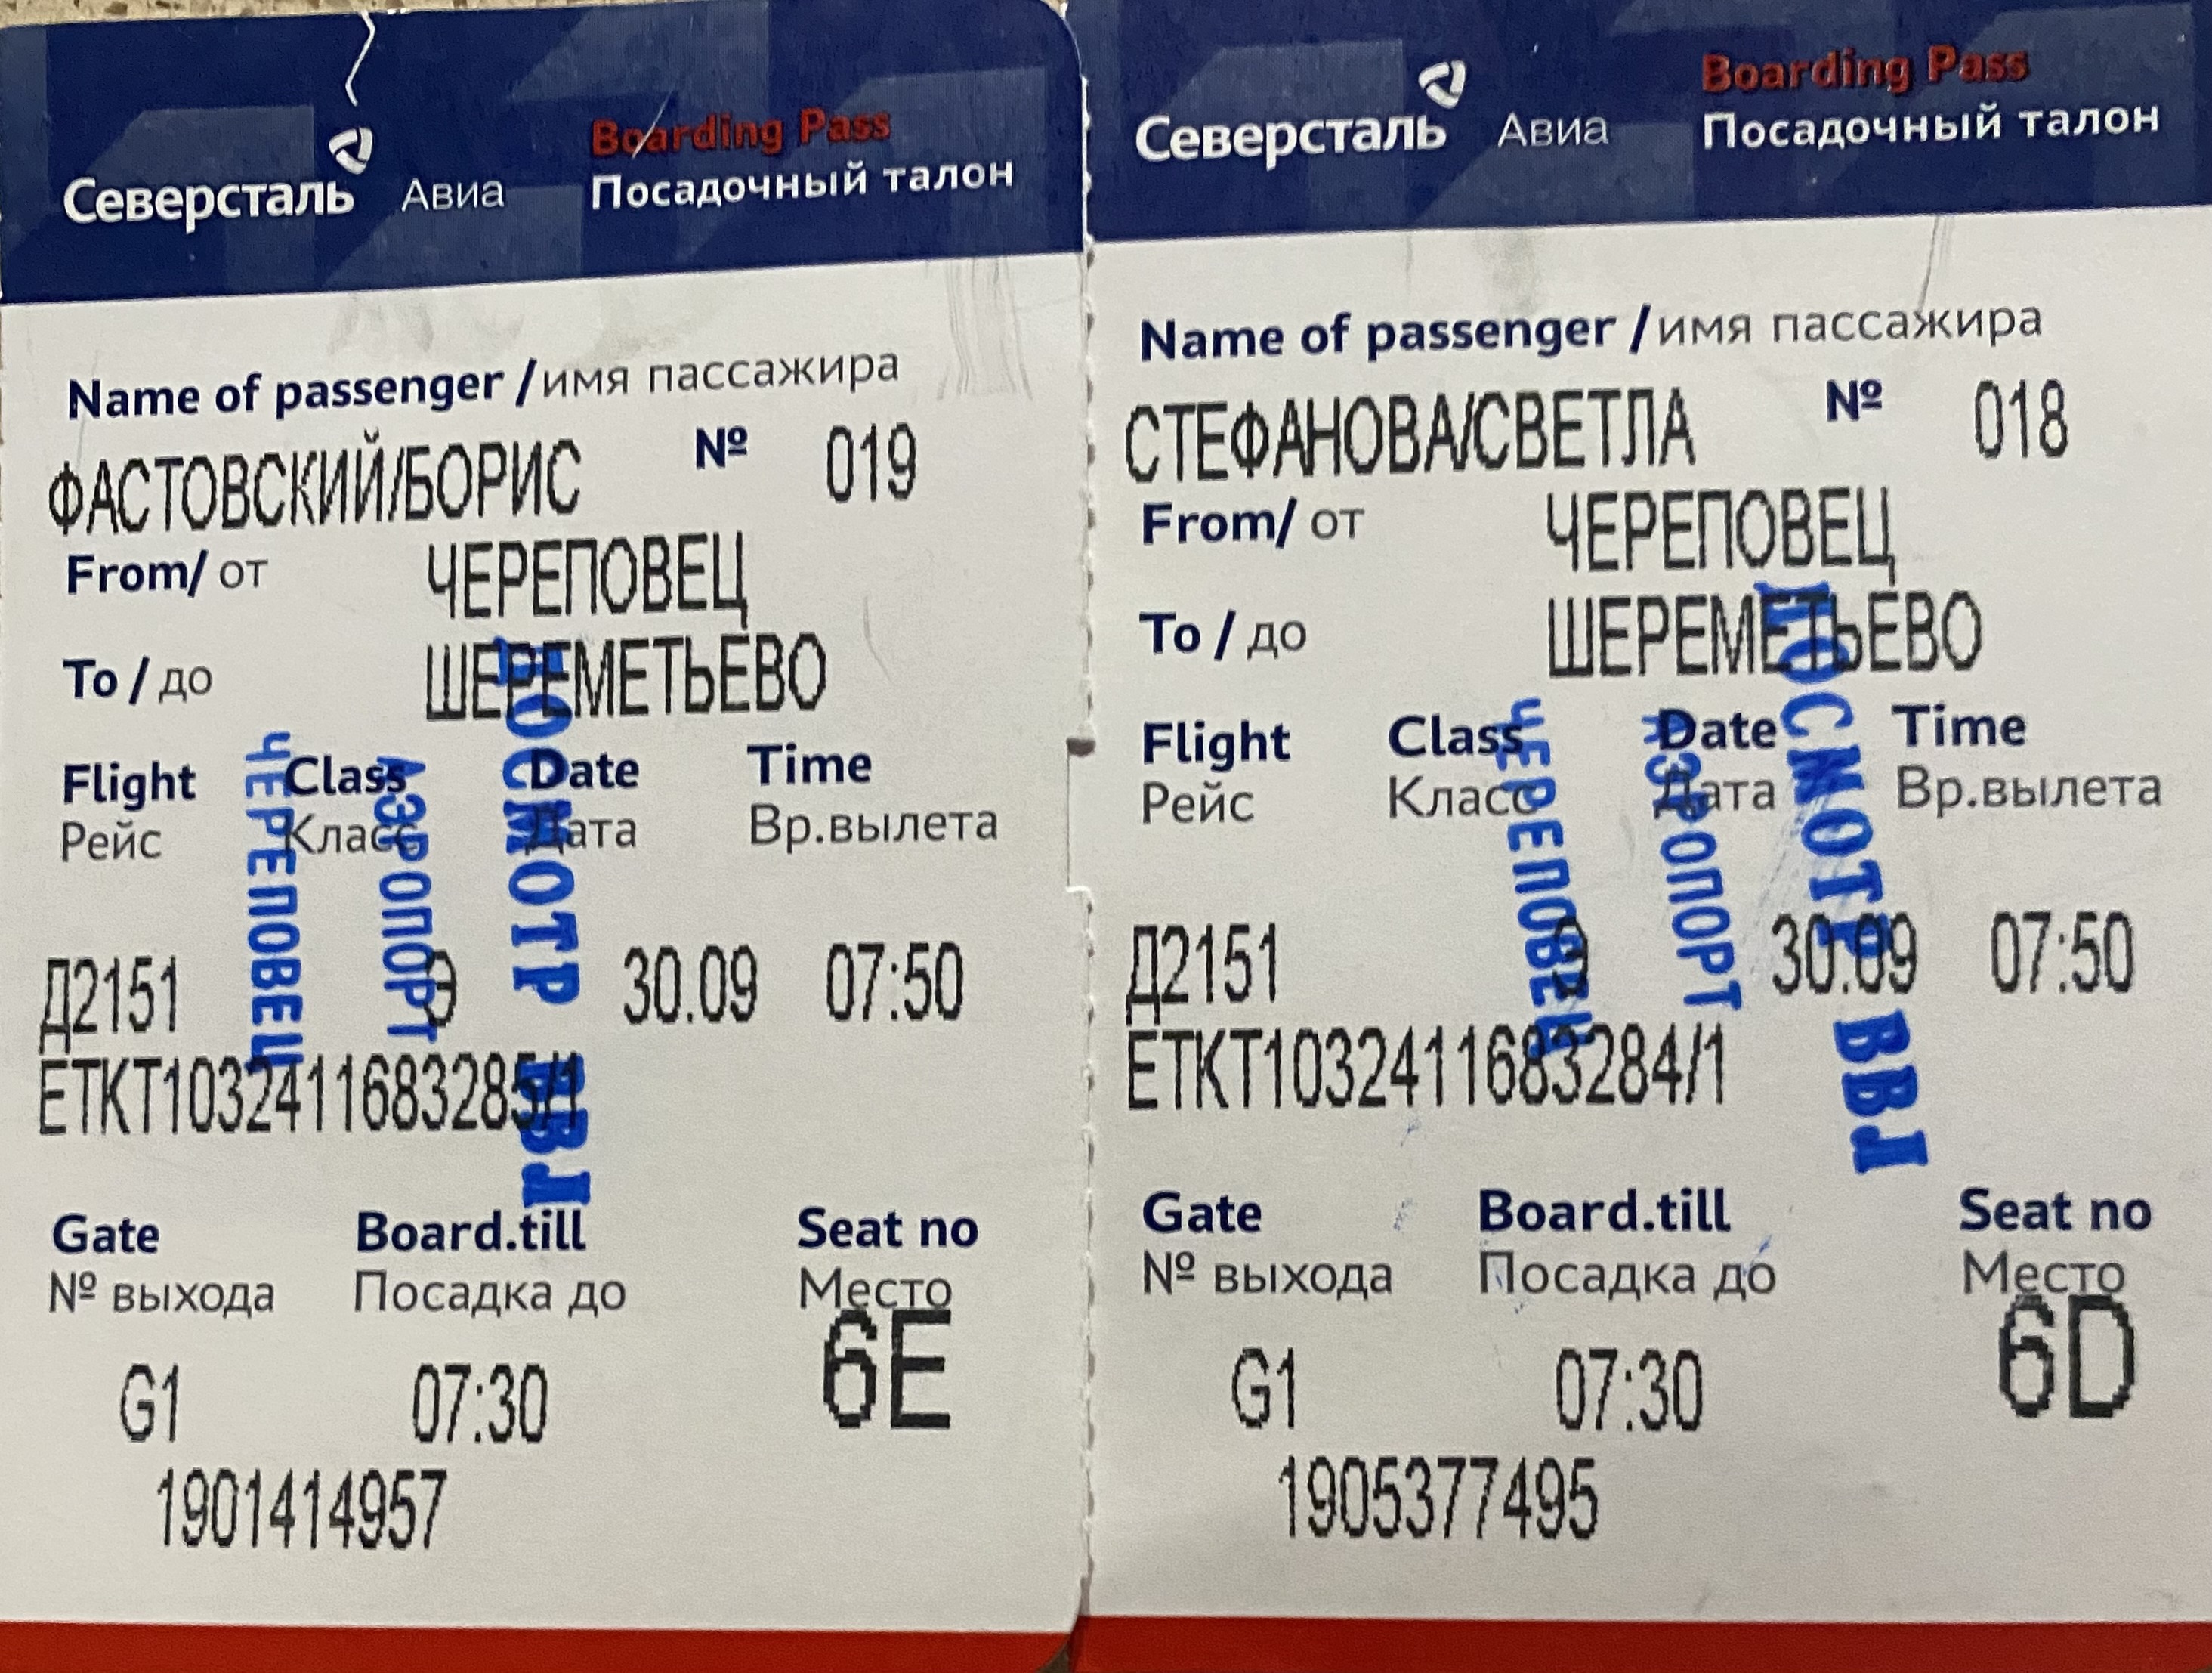 Северсталь Авиа
Boarding Pass
Посадочный талон
Name of passenger / имя пассажира
ФАСТОВСКИЙ/БОРИС № 019
From/ от ЧЕРЕПОВЕЦ
To / до ШЕРЕМЕТЬЕВО
Flight Class Date Time
Рейс Класс Дата Вр.вылета
Д2151 Э 30.09 07:50
ЕТКТ1032411683285/1
Gate Board.till Seat no
№ выхода Посадка до Место
G1 07:30 6E
1901414957
ДОСМОТР BBJ
АЭРОПОРТ
ЧЕРЕПОВЕЦ
Северсталь Авиа
Boarding Pass
Посадочный талон
Name of passenger / имя пассажира
СТЕФАНОВА/СВЕТЛА № 018
From/ от ЧЕРЕПОВЕЦ
To / до ШЕРЕМЕТЬЕВО
Flight Class Date Time
Рейс Класс Дата Вр.вылета
Д2151 Э 30.09 07:50
ЕТКТ1032411683284/1
Gate Board.till Seat no
№ выхода Посадка до Место
G1 07:30 6D
1905377495
ДОСМОТР BBJ
АЭРОПОРТ
ЧЕРЕПОВЕЦ